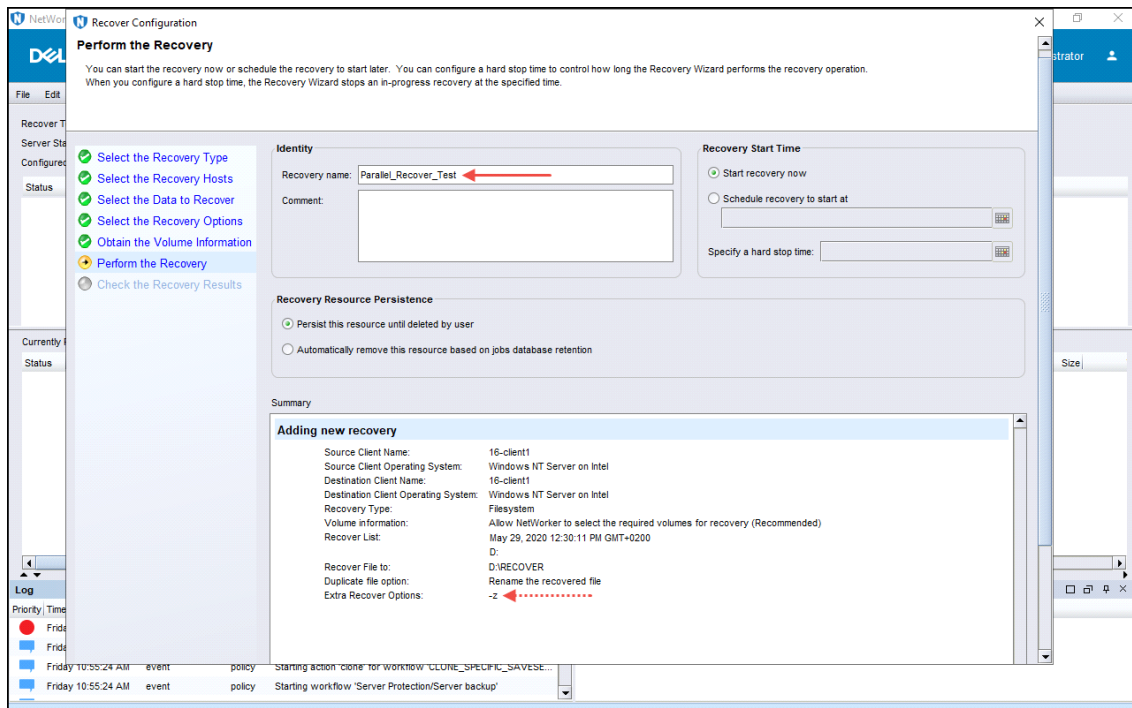 NetWor
Recover Configuration
Perform the Recovery
You can start the recovery now or schedule the recovery to start later. You can configure a hard stop time to control how long the Recovery Wizard performs the recovery operation.
When you configure a hard stop time, the Recovery Wizard stops an in-progress recovery at the specified time.
DELL
strator
File Edit
Recover T
Server Sta
Configured
Status
Select the Recovery Type
Select the Recovery Hosts
Select the Data to Recover
Select the Recovery Options
Obtain the Volume Information
Perform the Recovery
Check the Recovery Results
Identity
Recovery name: Parallel_Recover_Test
Comment:
Recovery Start Time
Start recovery now
Schedule recovery to start at
Specify a hard stop time:
Recovery Resource Persistence
Persist this resource until deleted by user
Automatically remove this resource based on jobs database retention
Currently R
Status
Size
Summary
Adding new recovery
Source Client Name: 16-client1
Source Client Operating System: Windows NT Server on Intel
Destination Client Name: 16-client1
Destination Client Operating System: Windows NT Server on Intel
Recovery Type: Filesystem
Volume information: Allow NetWorker to select the required volumes for recovery (Recommended)
Recover List: May 29, 2020 12:30:11 PM GMT+0200
D:
Recover File to: D:\RECOVER
Duplicate file option: Rename the recovered file
Extra Recover Options: -z
Log
Priority Time
Frida
Frida
Friday 10:55:24 AM event policy Starting action 'clone' for workflow 'CLONE_SPECIFIC_SAVESE...
Friday 10:55:24 AM event policy Starting workflow 'Server Protection/Server backup'